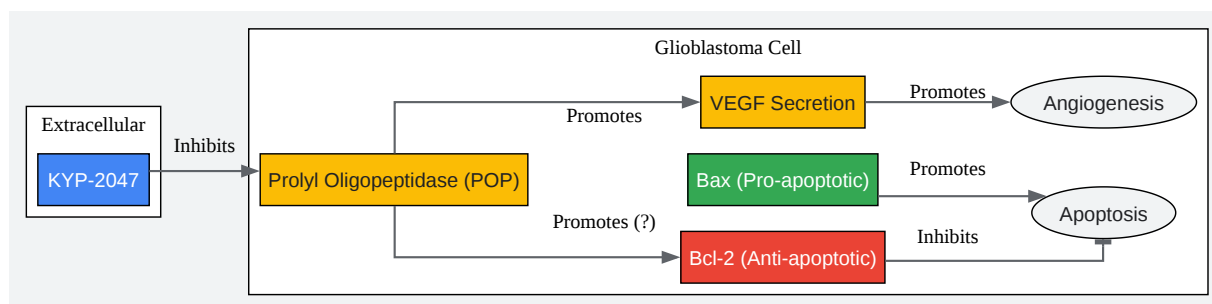 Glioblastoma Cell
Extracellular
KYP-2047
Inhibits
Prolyl Oligopeptidase (POP)
Promotes
VEGF Secretion
Promotes
Angiogenesis
Bax (Pro-apoptotic)
Promotes
Apoptosis
Promotes (?)
Bcl-2 (Anti-apoptotic)
Inhibits